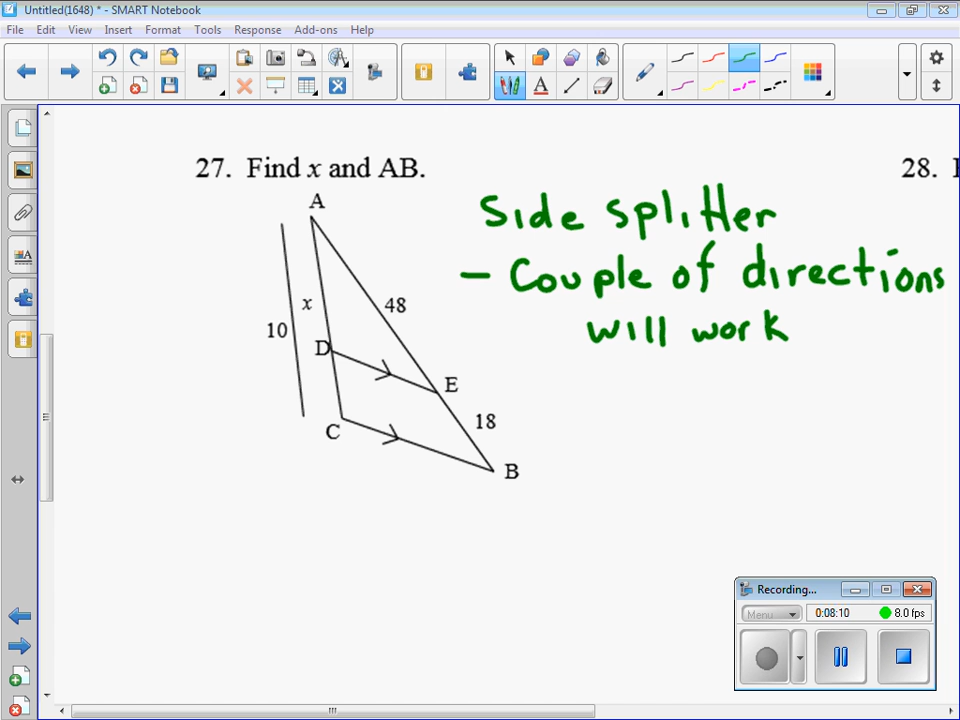 Untitled(1648) * - SMART Notebook
File Edit View Insert Format Tools Response Add-ons Help
27. Find x and AB.
28.
A
Side splitter
- Couple of directions
will work
x
48
10
D
E
18
C
B
Recording...
Menu
0:08:10
8.0 fps